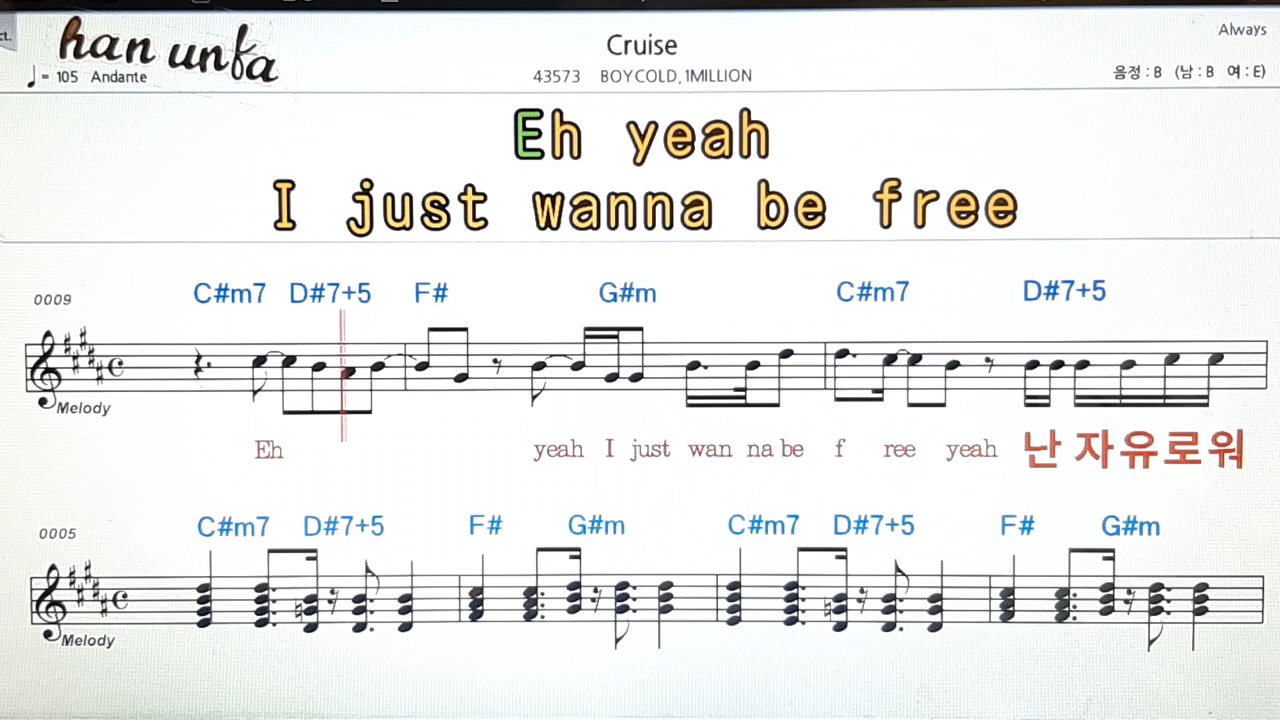 ct.
han unfa
Cruise
Always
♩= 105 Andante
43573 BOYCOLD, 1MILLION
음정 : B (남 : B 여 : E)
Eh yeah
I just wanna be free
0009
C#m7 D#7+5 F# G#m C#m7 D#7+5
Melody
Eh yeah I just wan na be f ree yeah 난 자유로워
0005
C#m7 D#7+5 F# G#m C#m7 D#7+5 F# G#m
Melody